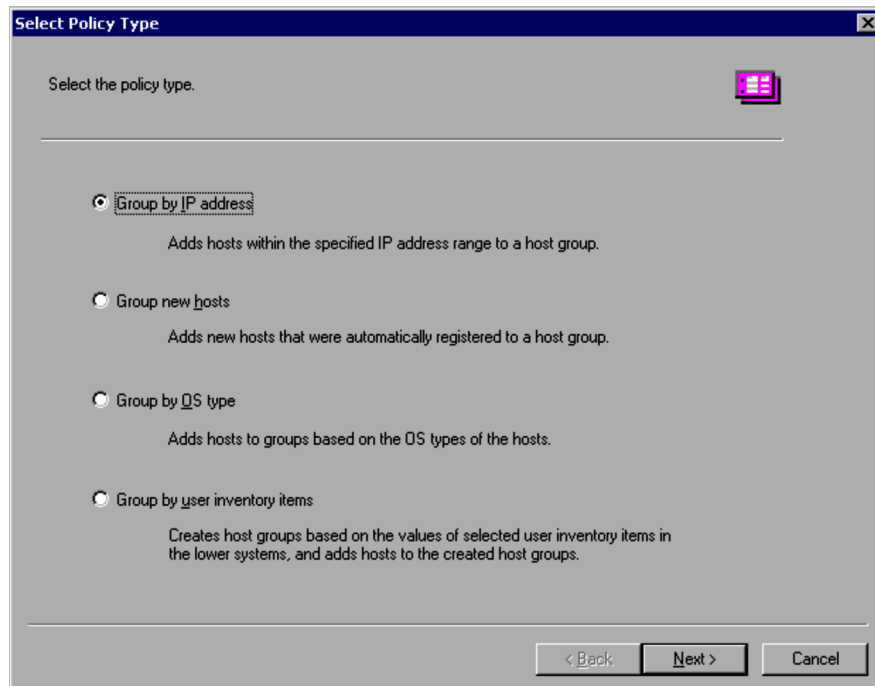 Select Policy Type
Select the policy type.
Group by IP address
Adds hosts within the specified IP address range to a host group.
Group new hosts
Adds new hosts that were automatically registered to a host group.
Group by OS type
Adds hosts to groups based on the OS types of the hosts.
Group by user inventory items
Creates host groups based on the values of selected user inventory items in
the lower systems, and adds hosts to the created host groups.
< Back Next > Cancel